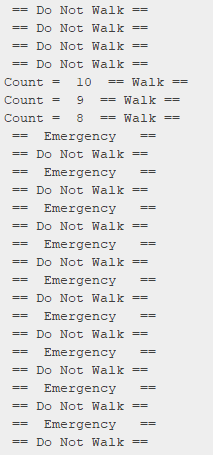 == Do Not Walk ==
== Do Not Walk ==
== Do Not Walk ==
== Do Not Walk ==
Count =  10  == Walk ==
Count =  9  == Walk ==
Count =  8  == Walk ==
==  Emergency   ==
== Do Not Walk ==
==  Emergency   ==
== Do Not Walk ==
==  Emergency   ==
== Do Not Walk ==
==  Emergency   ==
== Do Not Walk ==
==  Emergency   ==
== Do Not Walk ==
==  Emergency   ==
== Do Not Walk ==
==  Emergency   ==
== Do Not Walk ==
==  Emergency   ==
== Do Not Walk ==
==  Emergency   ==
== Do Not Walk ==